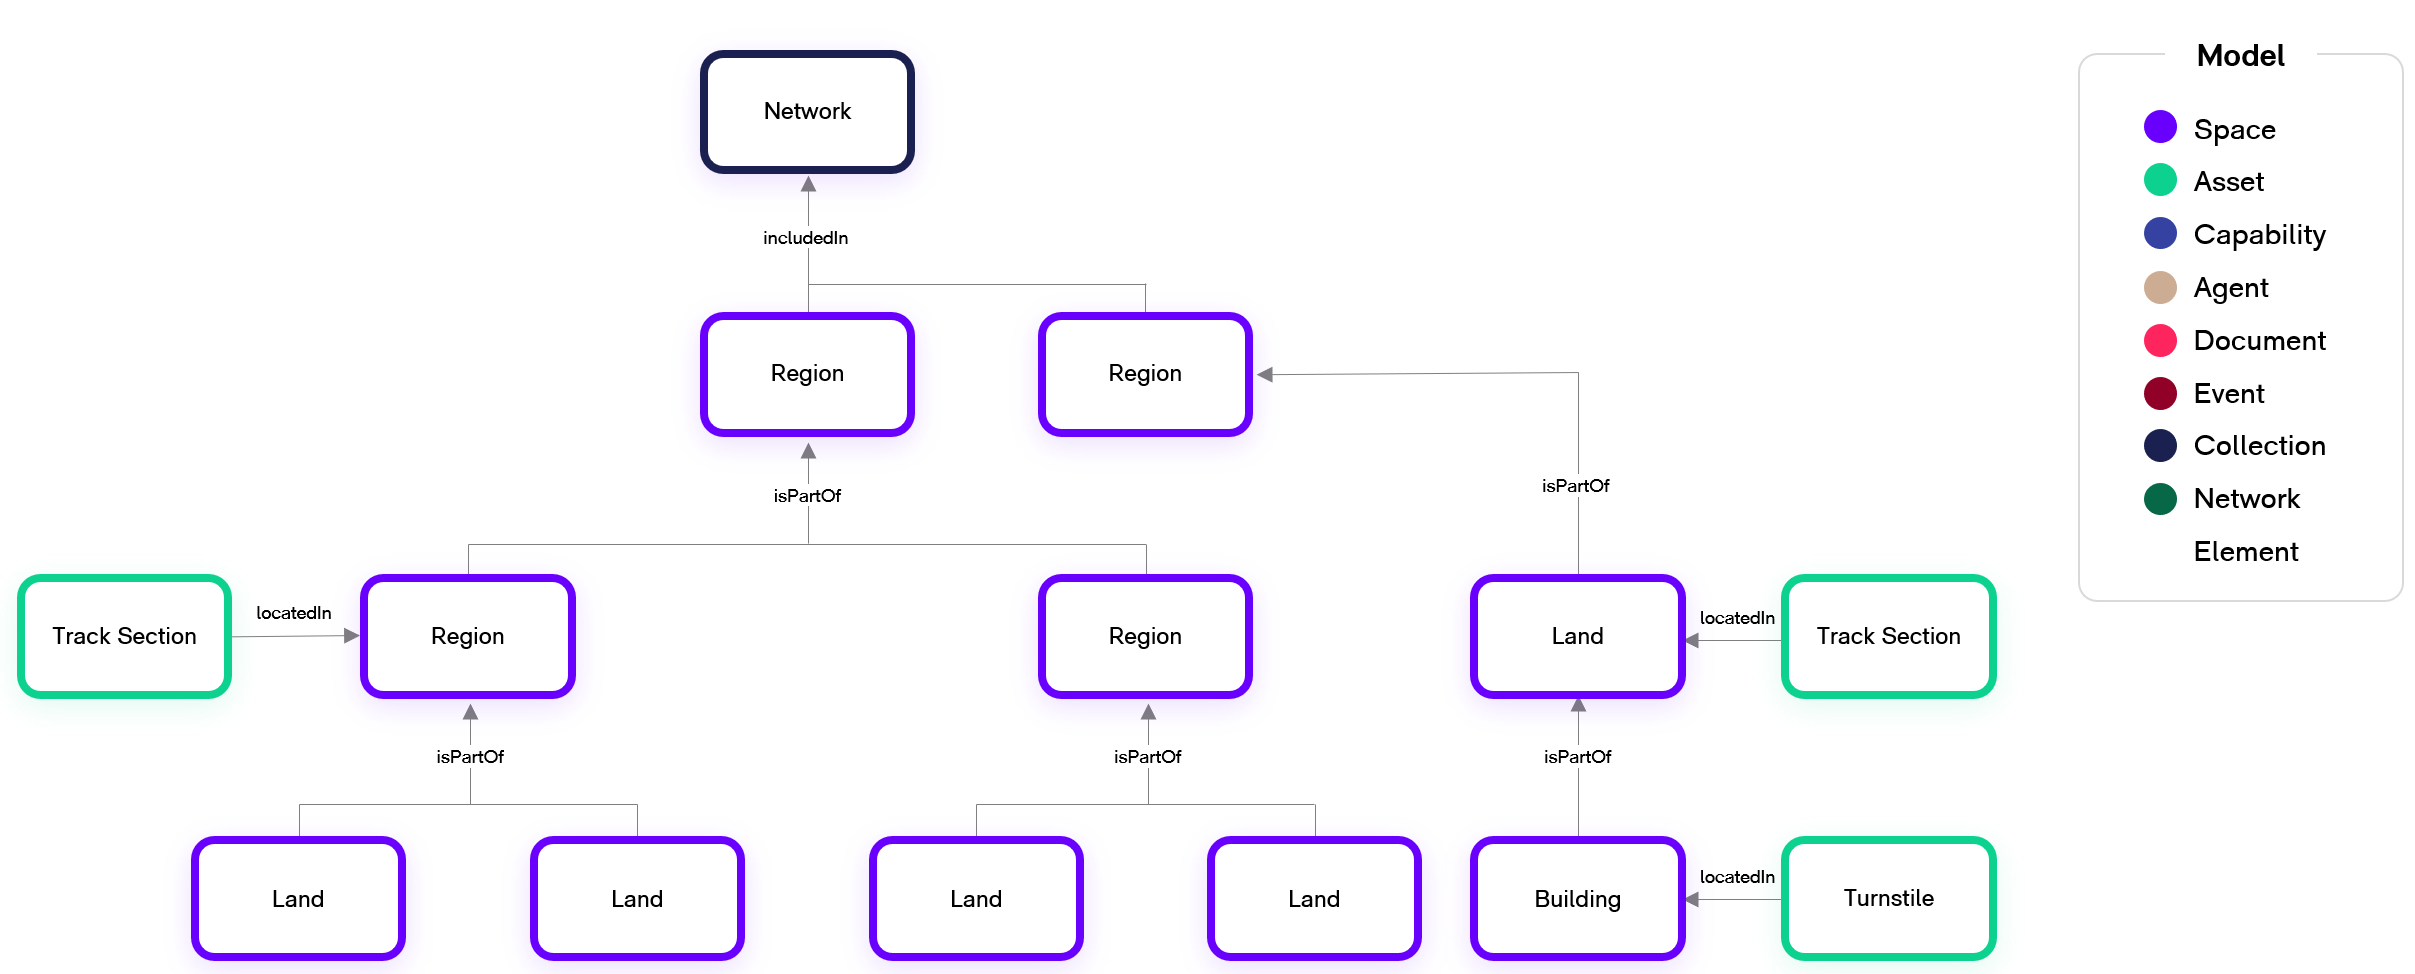 Model
Network
Space
Asset
includedIn
Capability
Agent
Region
Region
Document
Event
Collection
isPartOf
isPartOf
Network
Element
locatedIn
locatedIn
Track Section
Region
Region
Land
Track Section
isPartOf
isPartOf
isPartOf
locatedIn
Land
Land
Land
Land
Building
Turnstile